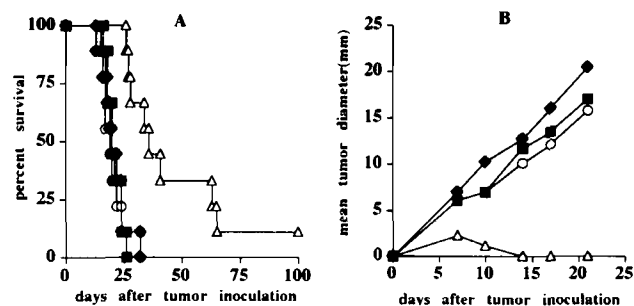 A
percent survival
100
75
50
25
0
0 25 50 75 100
days after tumor inoculation
B
mean tumor diameter(mm)
25
20
15
10
5
0
0 5 10 15 20 25
days after tumor inoculation